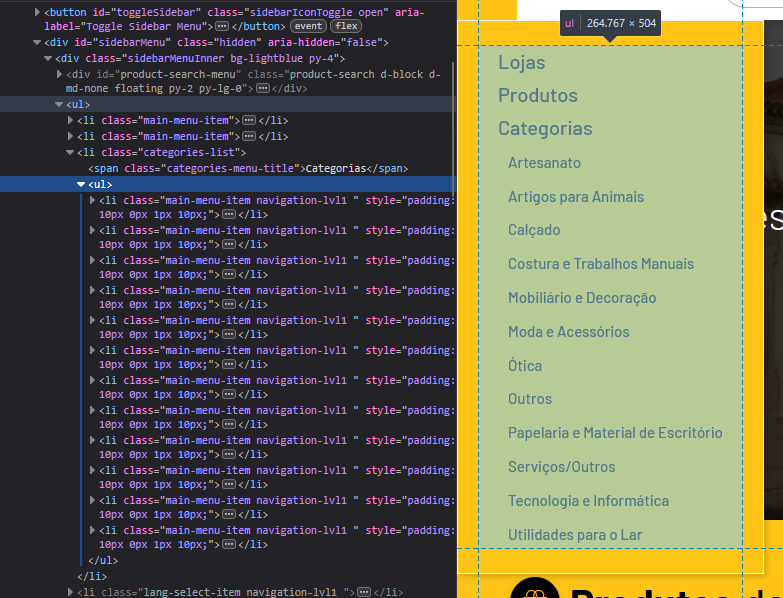 <button id="toggleSidebar" class="sidebarIconToggle open" aria-
label="Toggle Sidebar Menu"> </button> event flex
<div id="sidebarMenu" class="hidden" aria-hidden="false">
<div class="sidebarMenuInner bg-lightblue py-4">
<div id="product-search-menu" class="product-search d-block d-
md-none floating py-2 py-lg-0"> </div>
<ul>
<li class="main-menu-item"> </li>
<li class="main-menu-item"> </li>
<li class="categories-list">
<span class="categories-menu-title">Categorias</span>
<ul>
<li class="main-menu-item navigation-lvl1 " style="padding:
10px 0px 1px 10px;"> </li>
<li class="main-menu-item navigation-lvl1 " style="padding:
10px 0px 1px 10px;"> </li>
<li class="main-menu-item navigation-lvl1 " style="padding:
10px 0px 1px 10px;"> </li>
<li class="main-menu-item navigation-lvl1 " style="padding:
10px 0px 1px 10px;"> </li>
<li class="main-menu-item navigation-lvl1 " style="padding:
10px 0px 1px 10px;"> </li>
<li class="main-menu-item navigation-lvl1 " style="padding:
10px 0px 1px 10px;"> </li>
<li class="main-menu-item navigation-lvl1 " style="padding:
10px 0px 1px 10px;"> </li>
<li class="main-menu-item navigation-lvl1 " style="padding:
10px 0px 1px 10px;"> </li>
<li class="main-menu-item navigation-lvl1 " style="padding:
10px 0px 1px 10px;"> </li>
<li class="main-menu-item navigation-lvl1 " style="padding:
10px 0px 1px 10px;"> </li>
<li class="main-menu-item navigation-lvl1 " style="padding:
10px 0px 1px 10px;"> </li>
<li class="main-menu-item navigation-lvl1 " style="padding:
10px 0px 1px 10px;"> </li>
</ul>
</li>
<li class="lang-select-item navigation-lvl1 "> </li>
ul 264.767 × 504
Lojas
Produtos
Categorias
Artesanato
Artigos para Animais
Calçado
Costura e Trabalhos Manuais
Mobiliário e Decoração
Moda e Acessórios
Ótica
Outros
Papelaria e Material de Escritório
Serviços/Outros
Tecnologia e Informática
Utilidades para o Lar
es